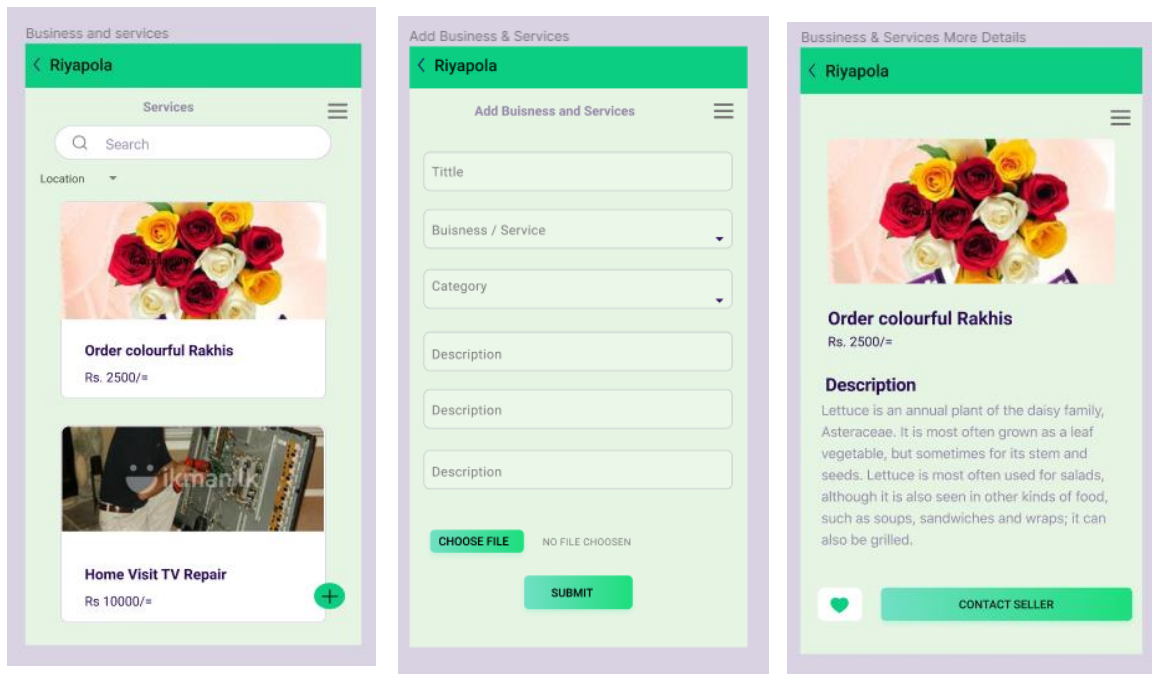 Business and services
Riyapola
Services
Search
Location
Order colourful Rakhis
Rs. 2500/=
ikman.lk
Home Visit TV Repair
Rs 10000/=
Add Business & Services
Riyapola
Add Buisness and Services
Tittle
Buisness / Service
Category
Description
Description
Description
CHOOSE FILE
NO FILE CHOOSEN
SUBMIT
Bussiness & Services More Details
Riyapola
Order colourful Rakhis
Rs. 2500/=
Description
Lettuce is an annual plant of the daisy family,
Asteraceae. It is most often grown as a leaf
vegetable, but sometimes for its stem and
seeds. Lettuce is most often used for salads,
although it is also seen in other kinds of food,
such as soups, sandwiches and wraps; it can
also be grilled.
CONTACT SELLER